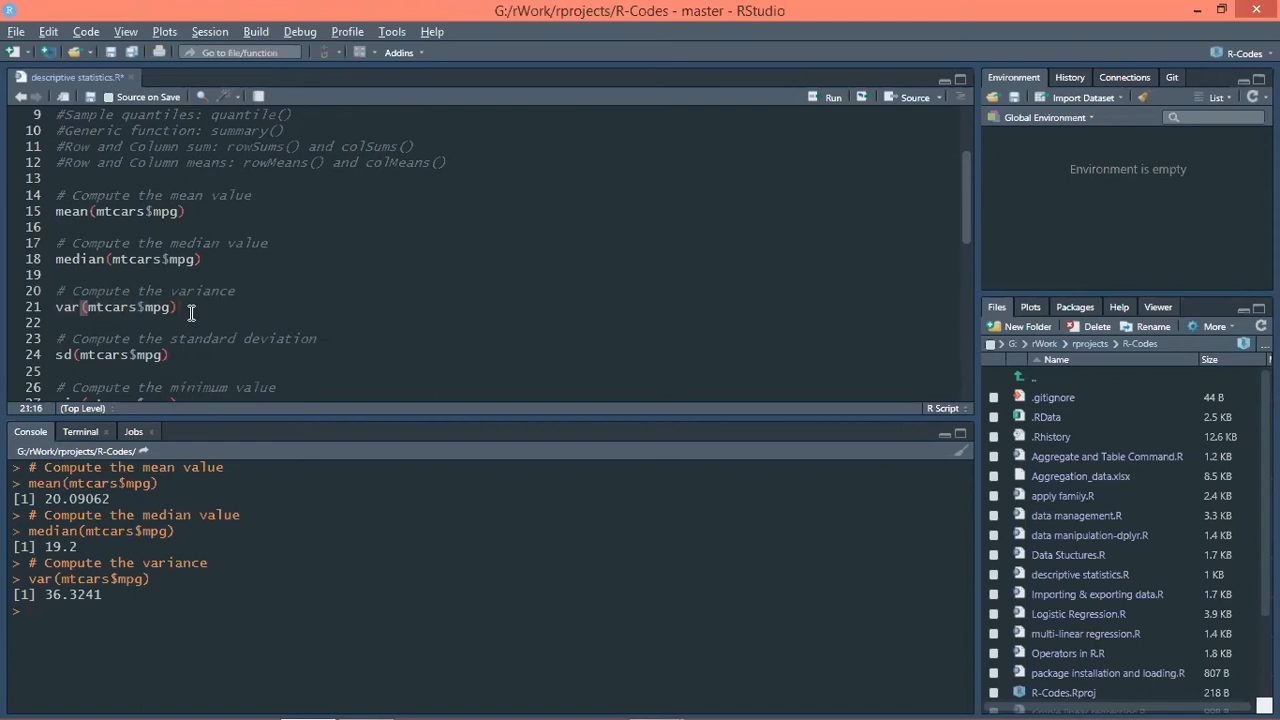 G:/rWork/rprojects/R-Codes - master - RStudio
File Edit Code View Plots Session Build Debug Profile Tools Help
Go to file/function Addins R-Codes
descriptive statistics.R*
Source on Save Run Source
9 #Sample quantiles: quantile()
10 #Generic function: summary()
11 #Row and Column sum: rowSums() and colSums()
12 #Row and Column means: rowMeans() and colMeans()
13
14 # Compute the mean value
15 mean(mtcars$mpg)
16
17 # Compute the median value
18 median(mtcars$mpg)
19
20 # Compute the variance
21 var(mtcars$mpg)
22
23 # Compute the standard deviation
24 sd(mtcars$mpg)
25
26 # Compute the minimum value
21:16 (Top Level) R Script
Console Terminal Jobs
G:/rWork/rprojects/R-Codes/
> # Compute the mean value
> mean(mtcars$mpg)
[1] 20.09062
> # Compute the median value
> median(mtcars$mpg)
[1] 19.2
> # Compute the variance
> var(mtcars$mpg)
[1] 36.3241
>
Environment History Connections Git
Import Dataset List
Global Environment
Environment is empty
Files Plots Packages Help Viewer
New Folder Delete Rename More
G: rWork rprojects R-Codes ...
Name Size
..
.gitignore 44 B
.RData 2.5 KB
.Rhistory 12.6 KB
Aggregate and Table Command.R 1.2 KB
Aggregation_data.xlsx 8.5 KB
apply family.R 2.4 KB
data management.R 3.3 KB
data manipulation-dplyr.R 1.4 KB
Data Stuctures.R 1.7 KB
descriptive statistics.R 1 KB
Importing & exporting data.R 1.7 KB
Logistic Regression.R 3.9 KB
multi-linear regression.R 1.4 KB
Operators in R.R 1.8 KB
package installation and loading.R 807 B
R-Codes.Rproj 218 B